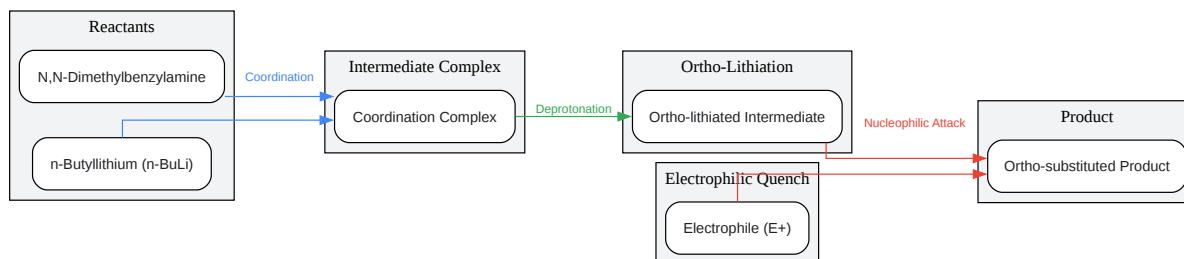 Reactants
N,N-Dimethylbenzylamine
n-Butyllithium (n-BuLi)
Coordination
Intermediate Complex
Coordination Complex
Deprotonation
Ortho-Lithiation
Ortho-lithiated Intermediate
Electrophilic Quench
Electrophile (E+)
Nucleophilic Attack
Product
Ortho-substituted Product